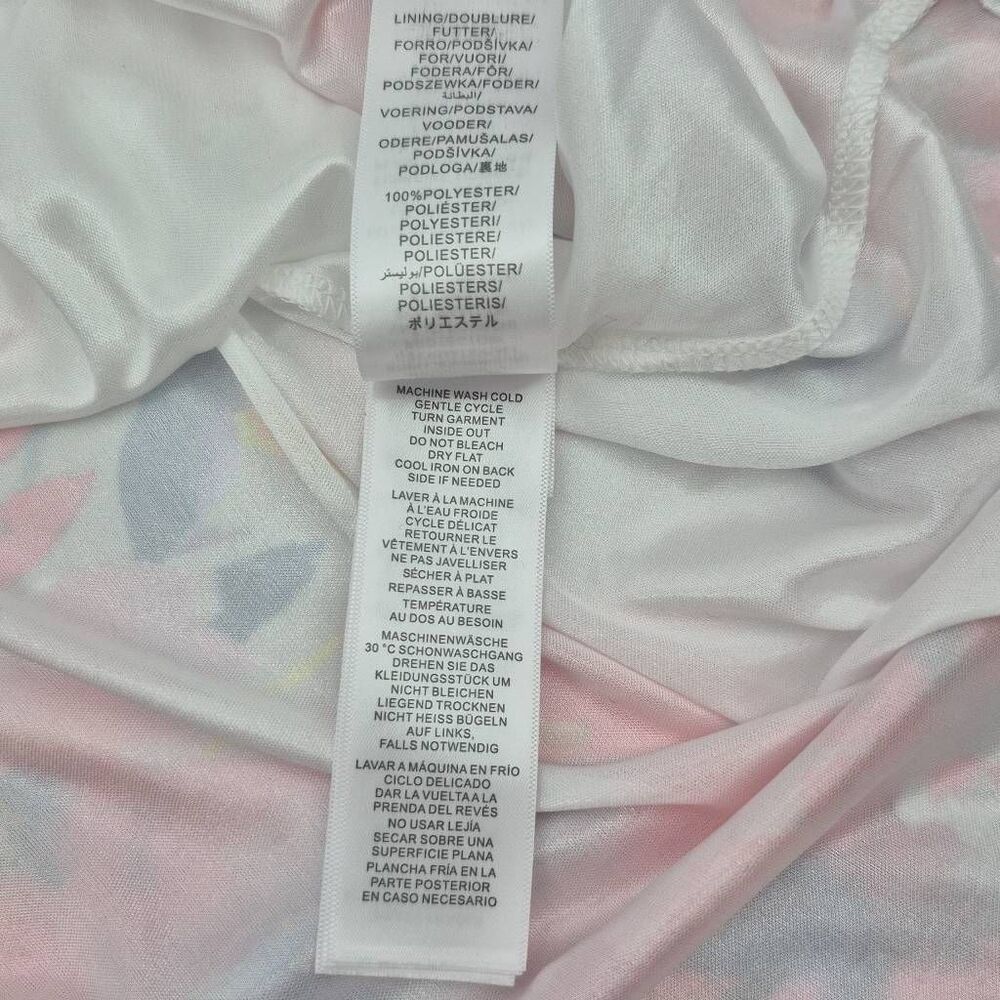 LINING/DOUBLURE/
FUTTER/
FORRO/PODŠÍVKA/
FOR/VUORI/
FODERA/FÔR/
PODSZEWKA/FODER/
البطانة/
VOERING/PODSTAVA/
VOODER/
ODERE/PAMUŠALAS/
PODŠÍVKA/
PODLOGA/裏地
100%POLYESTER/
POLIÉSTER/
POLYESTERI/
POLIESTERE/
POLIESTER/
بوليستر/POLÜESTER/
POLIESTERS/
POLIESTERIS/
ポリエステル
MACHINE WASH COLD
GENTLE CYCLE
TURN GARMENT
INSIDE OUT
DO NOT BLEACH
DRY FLAT
COOL IRON ON BACK
SIDE IF NEEDED
LAVER À LA MACHINE
À L'EAU FROIDE
CYCLE DÉLICAT
RETOURNER LE
VÊTEMENT À L'ENVERS
NE PAS JAVELLISER
SÉCHER À PLAT
REPASSER À BASSE
TEMPÉRATURE
AU DOS AU BESOIN
MASCHINENWÄSCHE
30 °C SCHONWASCHGANG
DREHEN SIE DAS
KLEIDUNGSSTÜCK UM
NICHT BLEICHEN
LIEGEND TROCKNEN
NICHT HEISS BÜGELN
AUF LINKS,
FALLS NOTWENDIG
LAVAR A MÁQUINA EN FRÍO
CICLO DELICADO
DAR LA VUELTA A LA
PRENDA DEL REVÉS
NO USAR LEJÍA
SECAR SOBRE UNA
SUPERFICIE PLANA
PLANCHA FRÍA EN LA
PARTE POSTERIOR
EN CASO NECESARIO